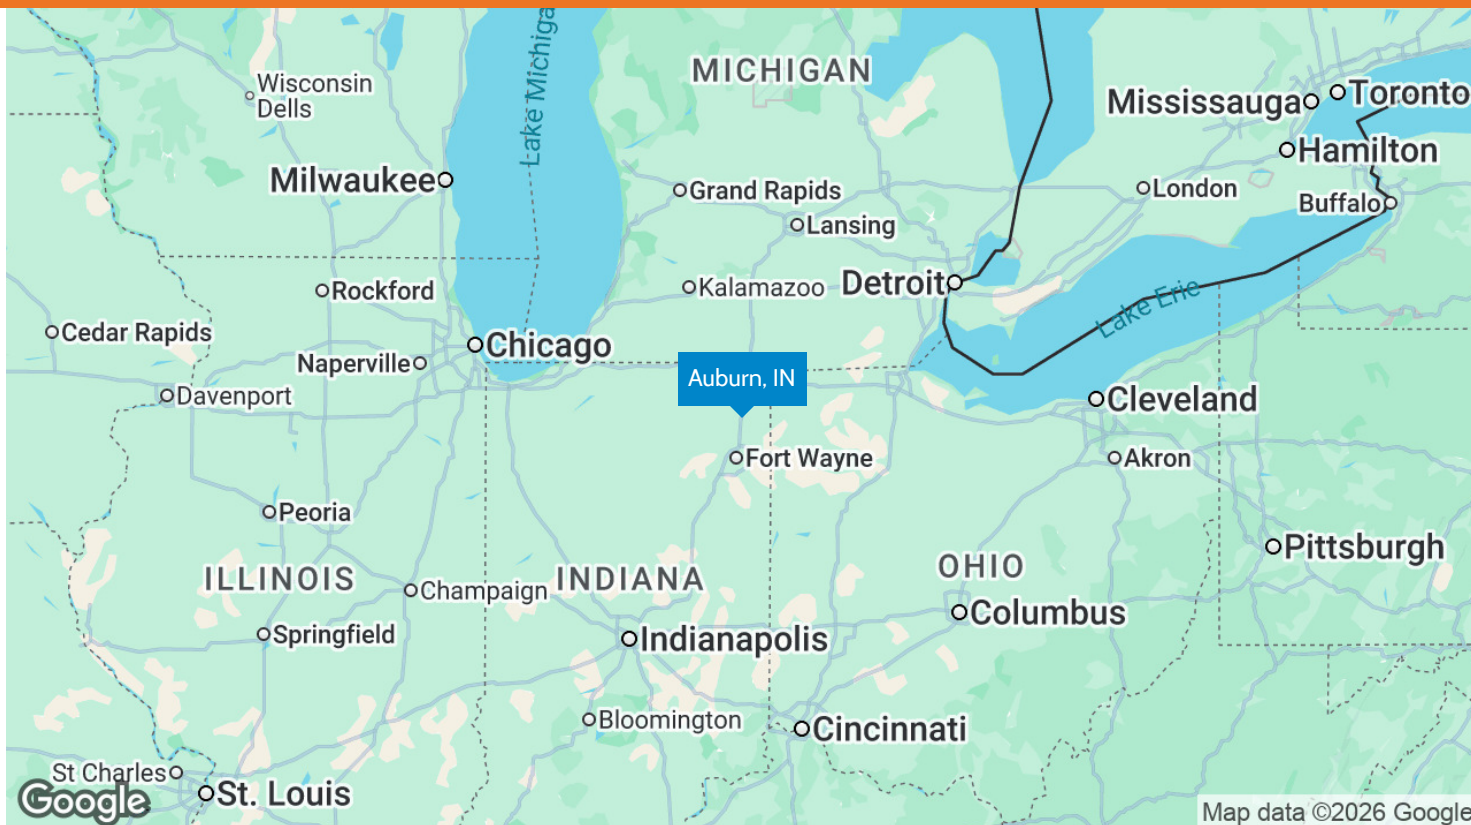 MICHIGAN
Wisconsin
Dells
Lake Michiga
Mississauga
Toronto
Hamilton
Milwaukee
Grand Rapids
London
Buffalo
Lansing
Rockford
Kalamazoo
Detroit
Lake Erie
Cedar Rapids
Naperville
Chicago
Auburn, IN
Davenport
Cleveland
Fort Wayne
Akron
Peoria
Pittsburgh
ILLINOIS
INDIANA
OHIO
Champaign
Columbus
Springfield
Indianapolis
Bloomington
Cincinnati
St Charles
St. Louis
Google
Map data ©2026 Google